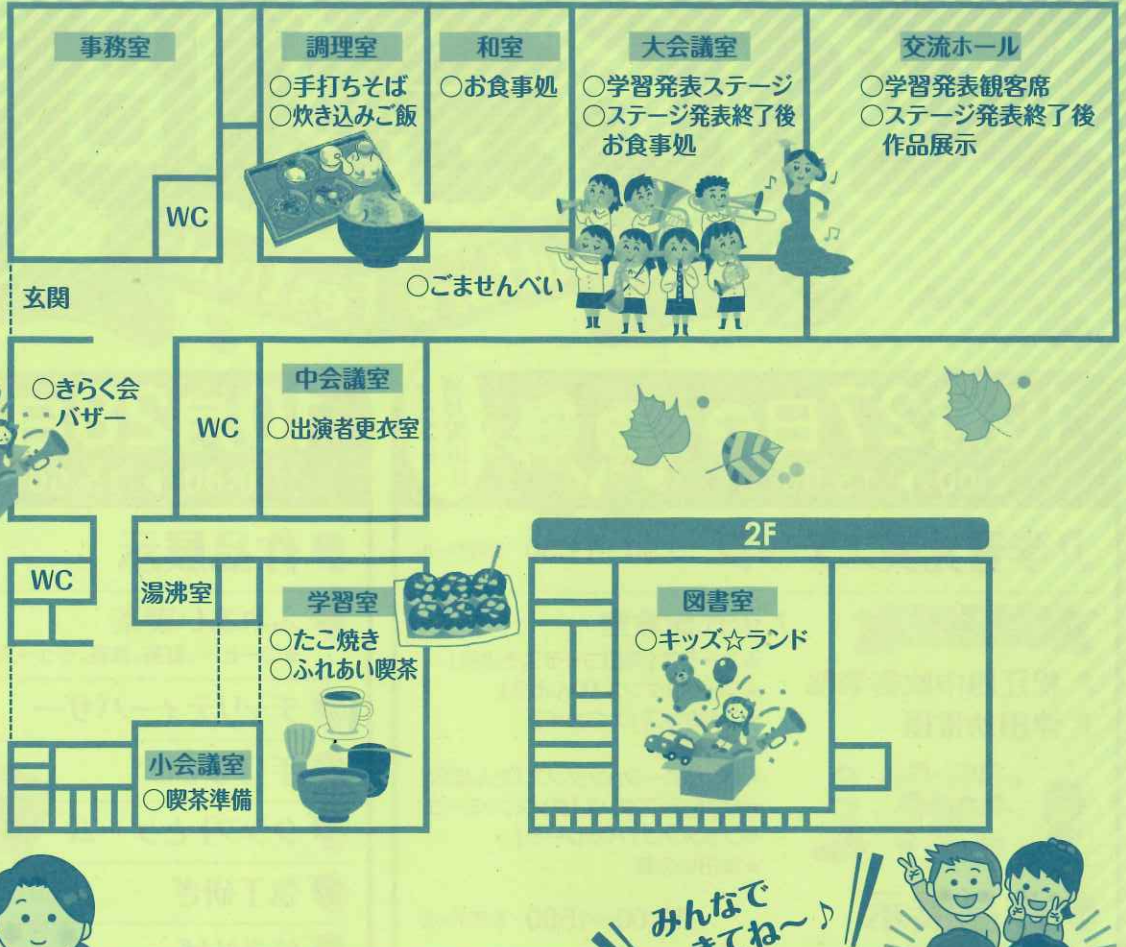 事務室
WC
調理室
○手打ちそば
○炊き込みご飯
和室
○お食事処
大会議室
○学習発表ステージ
○ステージ発表終了後
お食事処
交流ホール
○学習発表観客席
○ステージ発表終了後
作品展示
玄関
○ごませんべい
○きらく会
バザー
WC
中会議室
○出演者更衣室
WC
湯沸室
学習室
○たこ焼き
○ふれあい喫茶
小会議室
○喫茶準備
2F
図書室
○キッズ☆ランド
みんなで
きてね～♪